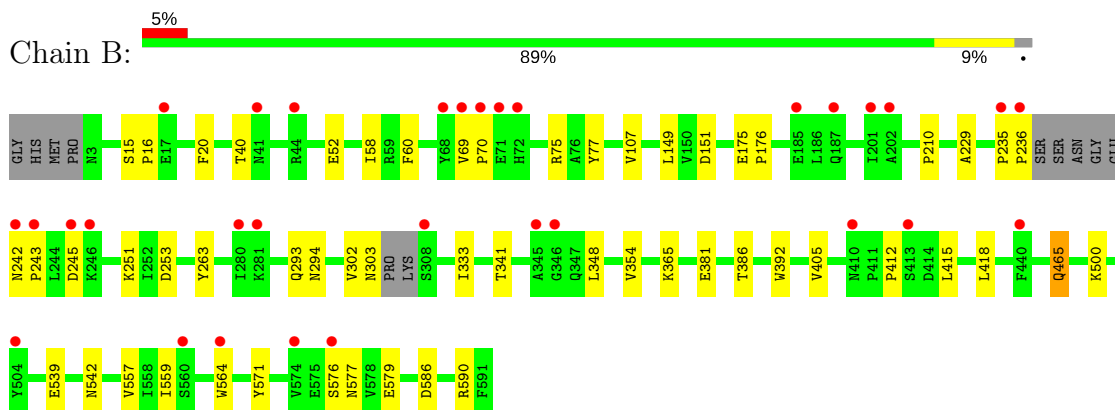 5%
Chain B:
89% 9% •
GLY HIS MET PRO N3 S15 P16 E17 F20 T40 N41 R44 E52 I58 R59 F60 Y68 V69 P70 E71 H72 R75 A76 Y77 V107 L149 V150 D151 E175 P176 E185 L186 Q187 I201 A202 P210 A229 P235 P236 SER SER ASN GLY GLU
N242 P243 L244 D245 K246 K251 I252 D253 Y263 I280 K281 Q293 N294 V302 N303 PRO LYS S308 I333 T341 A345 G346 Q347 L348 V354 K365 E381 T386 W392 V405 N410 P411 P412 S413 D414 L415 L418 F440 Q465 K500
Y504 E539 N542 V557 I558 I559 S560 W564 Y571 V574 E575 S576 N577 V578 E579 D586 R590 F591